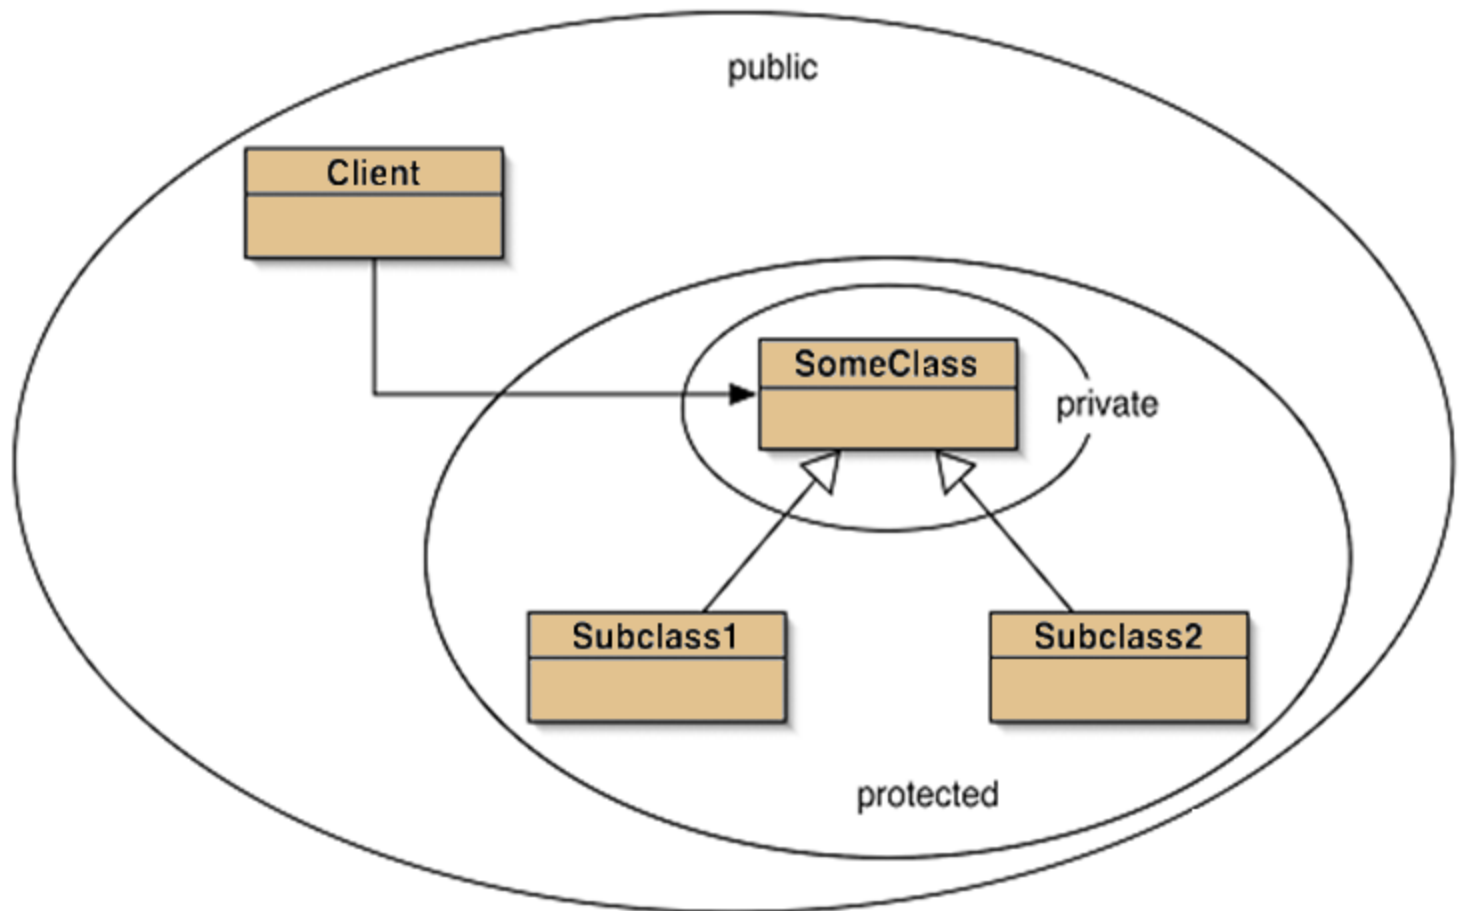 public
Client
SomeClass
private
Subclass1
Subclass2
protected